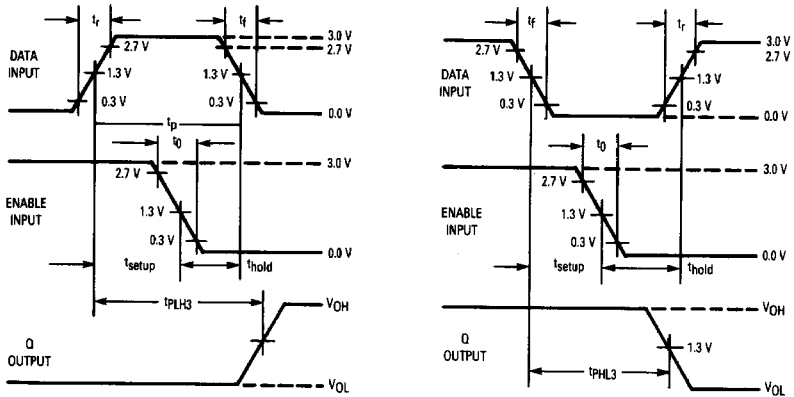 tr
tf
DATA
INPUT
2.7 V
1.3 V
0.3 V
1.3 V
0.3 V
3.0 V
2.7 V
0.0 V
tp
t0
ENABLE
INPUT
2.7 V
1.3 V
0.3 V
3.0 V
0.0 V
tsetup
thold
tPLH3
Q
OUTPUT
VOH
VOL
tf
tr
DATA
INPUT
2.7 V
1.3 V
0.3 V
1.3 V
0.3 V
3.0 V
2.7 V
0.0 V
t0
ENABLE
INPUT
2.7 V
1.3 V
0.3 V
3.0 V
0.0 V
tsetup
thold
Q
OUTPUT
tPHL3
1.3 V
VOH
VOL